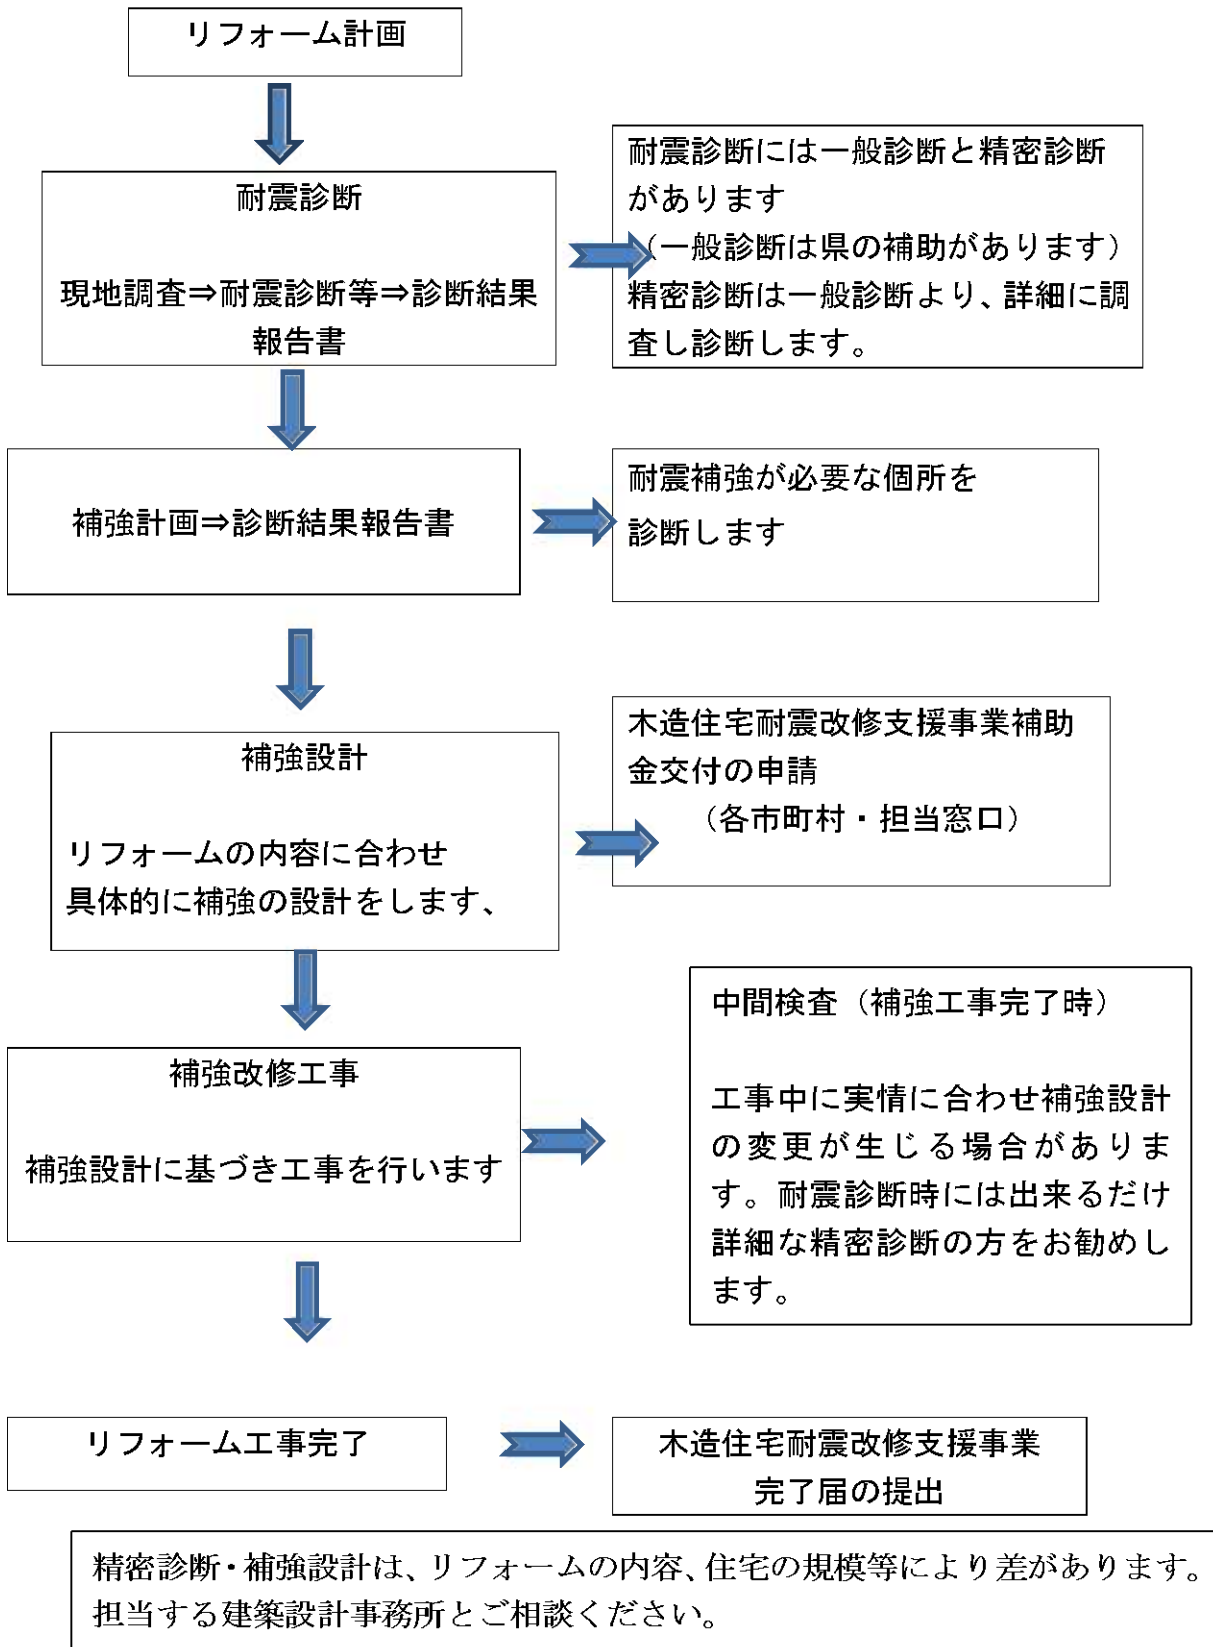 リフォーム計画
耐震診断
現地調査⇒耐震診断等⇒診断結果
報告書
耐震診断には一般診断と精密診断
があります
（一般診断は県の補助があります）
精密診断は一般診断より、詳細に調
査し診断します。
補強計画⇒診断結果報告書
耐震補強が必要な個所を
診断します
補強設計
リフォームの内容に合わせ
具体的に補強の設計をします、
木造住宅耐震改修支援事業補助
金交付の申請
（各市町村・担当窓口）
補強改修工事
補強設計に基づき工事を行います
中間検査（補強工事完了時）
工事中に実情に合わせ補強設計
の変更が生じる場合がありま
す。耐震診断時には出来るだけ
詳細な精密診断の方をお勧めし
ます。
リフォーム工事完了
木造住宅耐震改修支援事業
完了届の提出
精密診断・補強設計は、リフォームの内容、住宅の規模等により差があります。
担当する建築設計事務所とご相談ください。